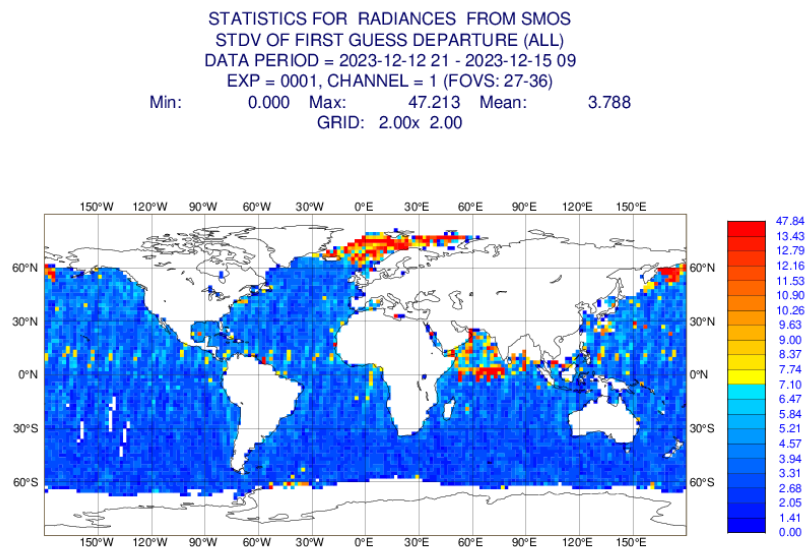 STATISTICS FOR RADIANCES FROM SMOS
STDV OF FIRST GUESS DEPARTURE (ALL)
DATA PERIOD = 2023-12-12 21 - 2023-12-15 09
EXP = 0001, CHANNEL = 1 (FOVS: 27-36)
Min: 0.000 Max: 47.213 Mean: 3.788
GRID: 2.00x 2.00
150°W 120°W 90°W 60°W 30°W 0°E 30°E 60°E 90°E 120°E 150°E
60°N 60°N
30°N 30°N
0°N 0°N
30°S 30°S
60°S 60°S
150°W 120°W 90°W 60°W 30°W 0°E 30°E 60°E 90°E 120°E 150°E
47.84
13.43
12.79
12.16
11.53
10.90
10.26
9.63
9.00
8.37
7.74
7.10
6.47
5.84
5.21
4.57
3.94
3.31
2.68
2.05
1.41
0.00